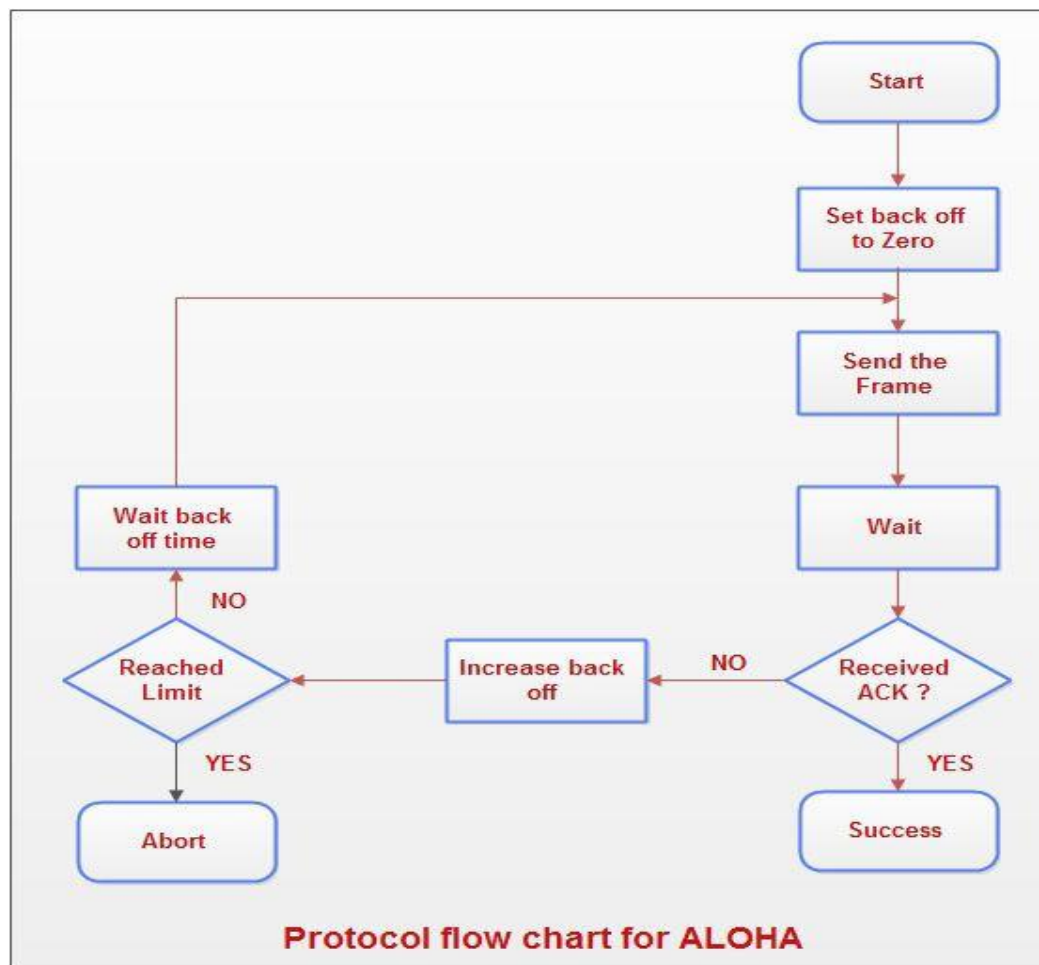 Start
Set back off
to Zero
Send the
Frame
Wait
Received
ACK ?
YES
Success
NO
Increase back
off
Reached
Limit
NO
Wait back
off time
YES
Abort
Protocol flow chart for ALOHA